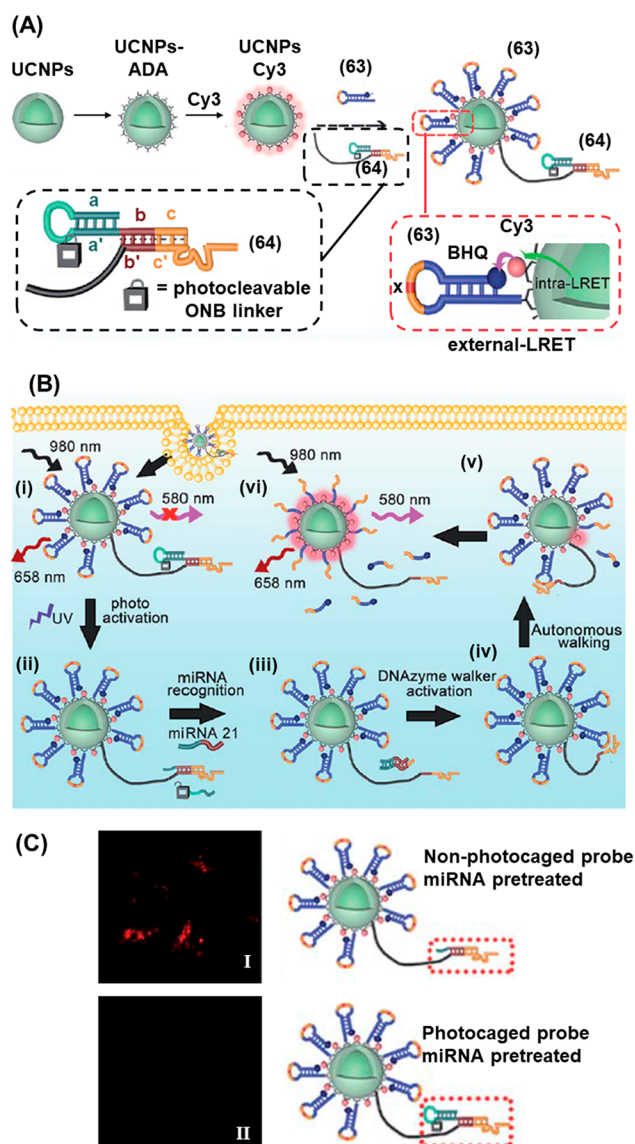 (A)
UCNPs
UCNPs-
ADA
Cy3
UCNPs
Cy3
(63)
(64)
(63)
(64)
a
a'
b
b'
c
c'
(64)
= photocleavable
ONB linker
(63)
x
BHQ
Cy3
intra-LRET
external-LRET
(B)
980 nm
(i)
580 nm
X
658 nm
UV
photo
activation
(ii)
miRNA
recognition
miRNA 21
(iii)
DNAzyme walker
activation
(iv)
Autonomous
walking
(v)
980 nm
(vi)
580 nm
658 nm
(C)
I
Non-photocaged probe
miRNA pretreated
II
Photocaged probe
miRNA pretreated